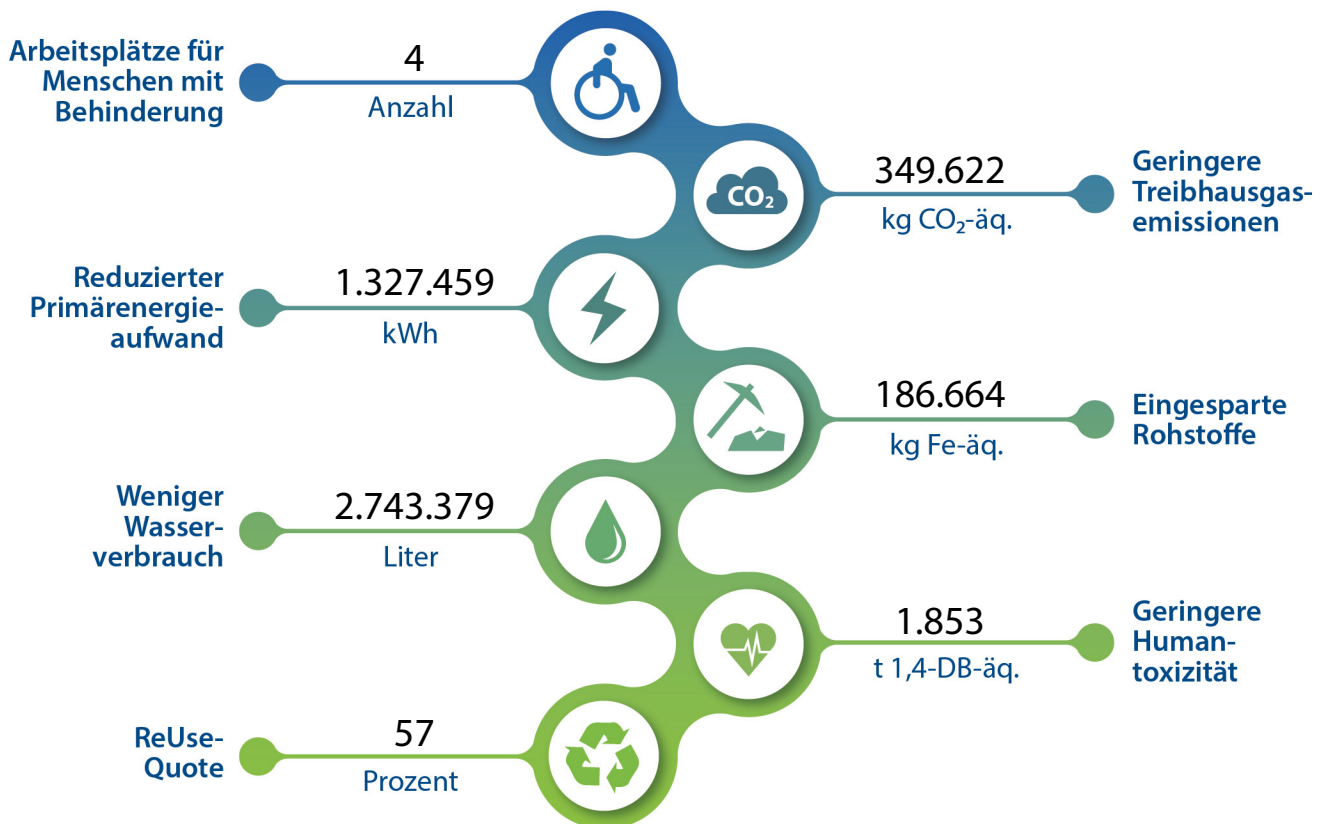 Arbeitsplätze für
Menschen mit
Behinderung
4
Anzahl
CO₂
349.622
kg CO₂-äq.
Geringere
Treibhausgas-
emissionen
Reduzierter
Primärenergie-
aufwand
1.327.459
kWh
186.664
kg Fe-äq.
Eingesparte
Rohstoffe
Weniger
Wasser-
verbrauch
2.743.379
Liter
1.853
t 1,4-DB-äq.
Geringere
Human-
toxizität
ReUse-
Quote
57
Prozent